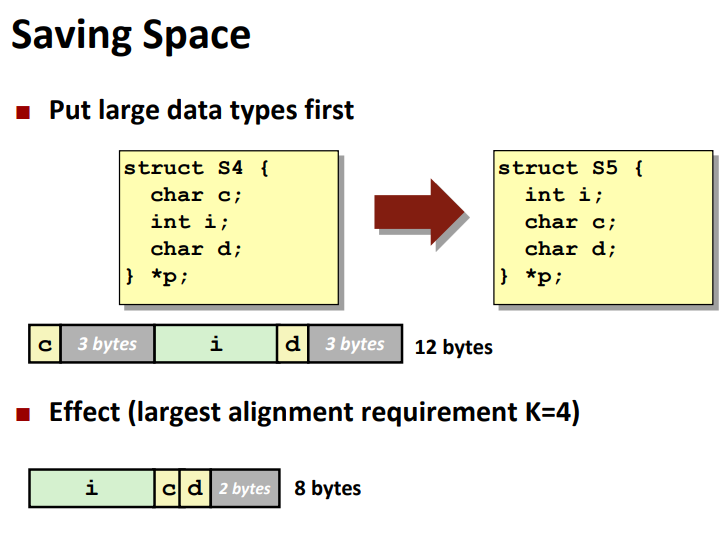 Saving Space
Put large data types first
struct S4 {
char c;
int i;
char d;
} *p;
struct S5 {
int i;
char c;
char d;
} *p;
c 3 bytes i d 3 bytes 12 bytes
Effect (largest alignment requirement K=4)
i c d 2 bytes 8 bytes